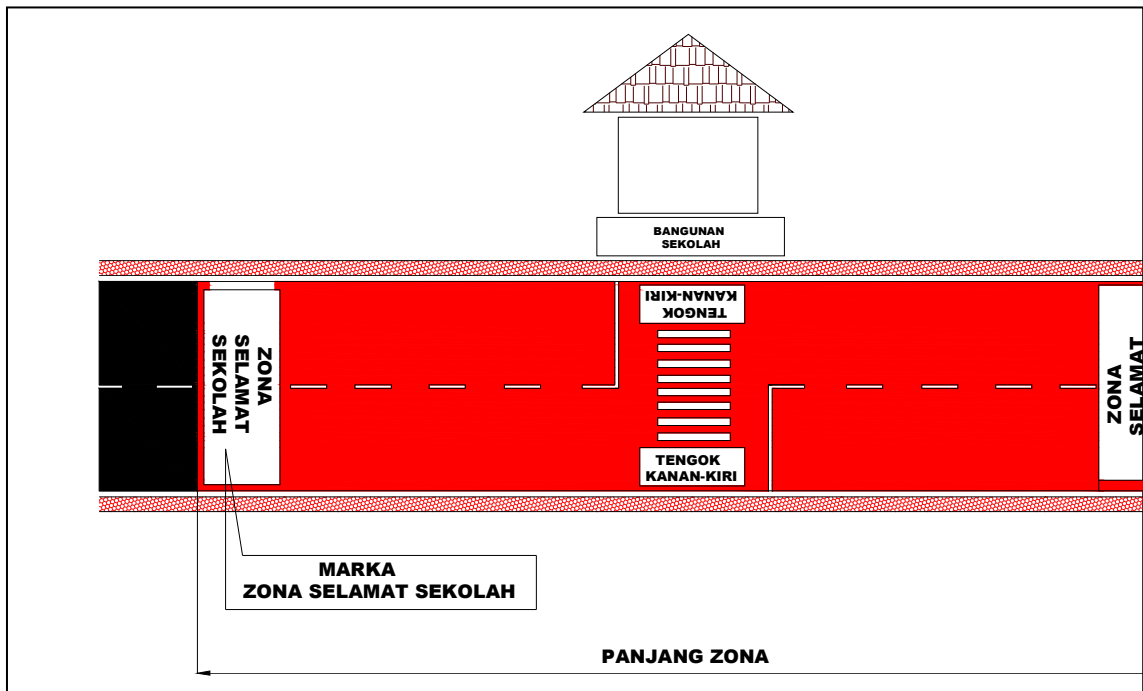 BANGUNAN
SEKOLAH
TENGOK
KANAN-KIRI
ZONA
SELAMAT
SEKOLAH
TENGOK
KANAN-KIRI
ZONA
SELAMAT
MARKA
ZONA SELAMAT SEKOLAH
PANJANG ZONA